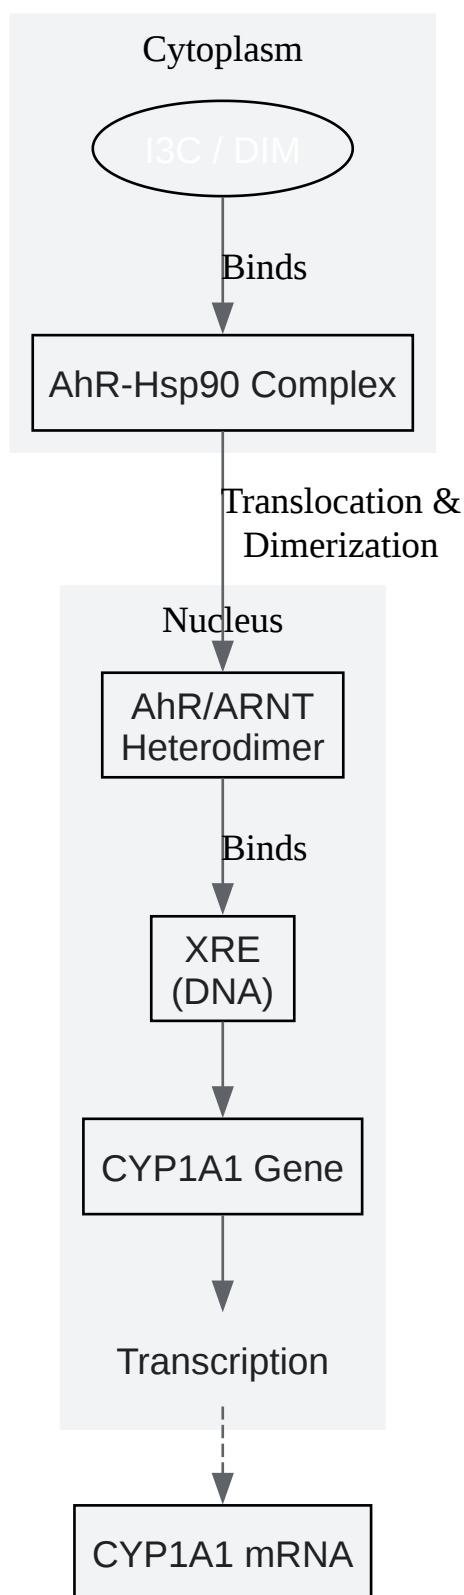 Cytoplasm
I3C / DIM
Binds
AhR-Hsp90 Complex
Translocation &
Dimerization
Nucleus
AhR/ARNT
Heterodimer
Binds
XRE
(DNA)
CYP1A1 Gene
Transcription
CYP1A1 mRNA